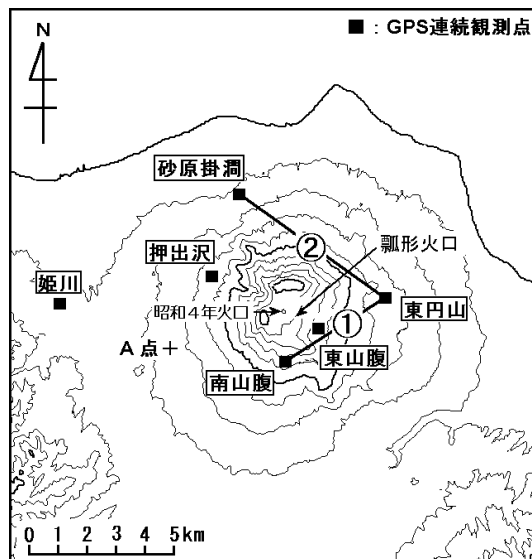 ■：GPS連続観測点
N
砂原掛澗
②
押出沢
瓢形火口
姫川
東円山
昭和４年火口
①
A点＋
東山腹
南山腹
0 1 2 3 4 5km